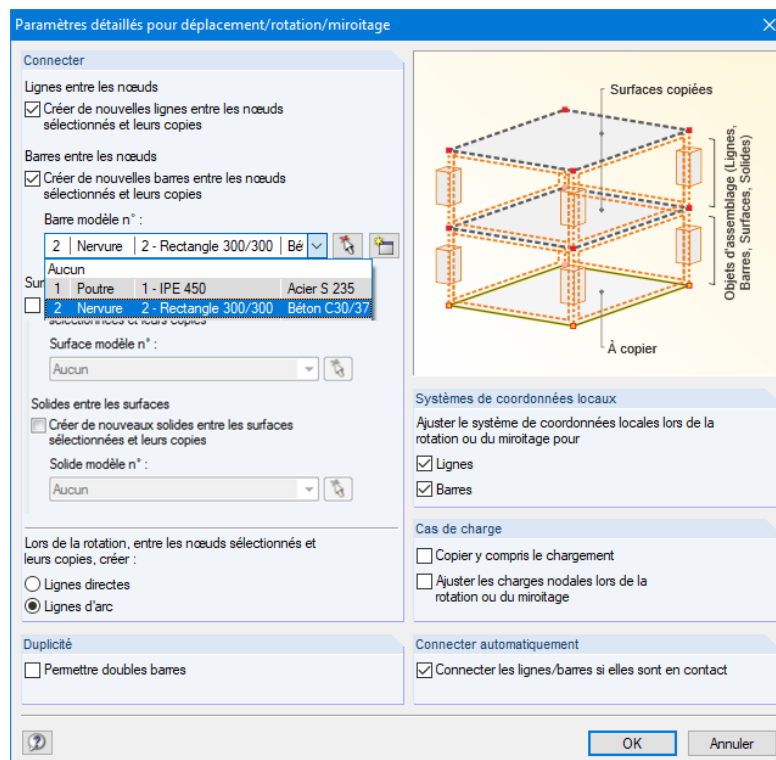 Paramètres détaillés pour déplacement/rotation/miroitage
Connecter
Lignes entre les nœuds
Créer de nouvelles lignes entre les nœuds
sélectionnés et leurs copies
Barres entre les nœuds
Créer de nouvelles barres entre les nœuds
sélectionnés et leurs copies
Barre modèle n° :
2 Nervure 2 - Rectangle 300/300 Bé
Aucun
1 Poutre 1 - IPE 450 Acier S 235
2 Nervure 2 - Rectangle 300/300 Béton C30/37
Sur
sélectionnées et leurs copies
Surface modèle n° :
Aucun
Solides entre les surfaces
Créer de nouveaux solides entre les surfaces
sélectionnées et leurs copies
Solide modèle n° :
Aucun
Lors de la rotation, entre les nœuds sélectionnés et
leurs copies, créer :
Lignes directes
Lignes d'arc
Duplicité
Permettre doubles barres
Surfaces copiées
Objets d'assemblage (Lignes,
Barres, Surfaces, Solides)
À copier
Systèmes de coordonnées locaux
Ajuster le système de coordonnées locales lors de la
rotation ou du miroitage pour
Lignes
Barres
Cas de charge
Copier y compris le chargement
Ajuster les charges nodales lors de la
rotation ou du miroitage
Connecter automatiquement
Connecter les lignes/barres si elles sont en contact
OK
Annuler